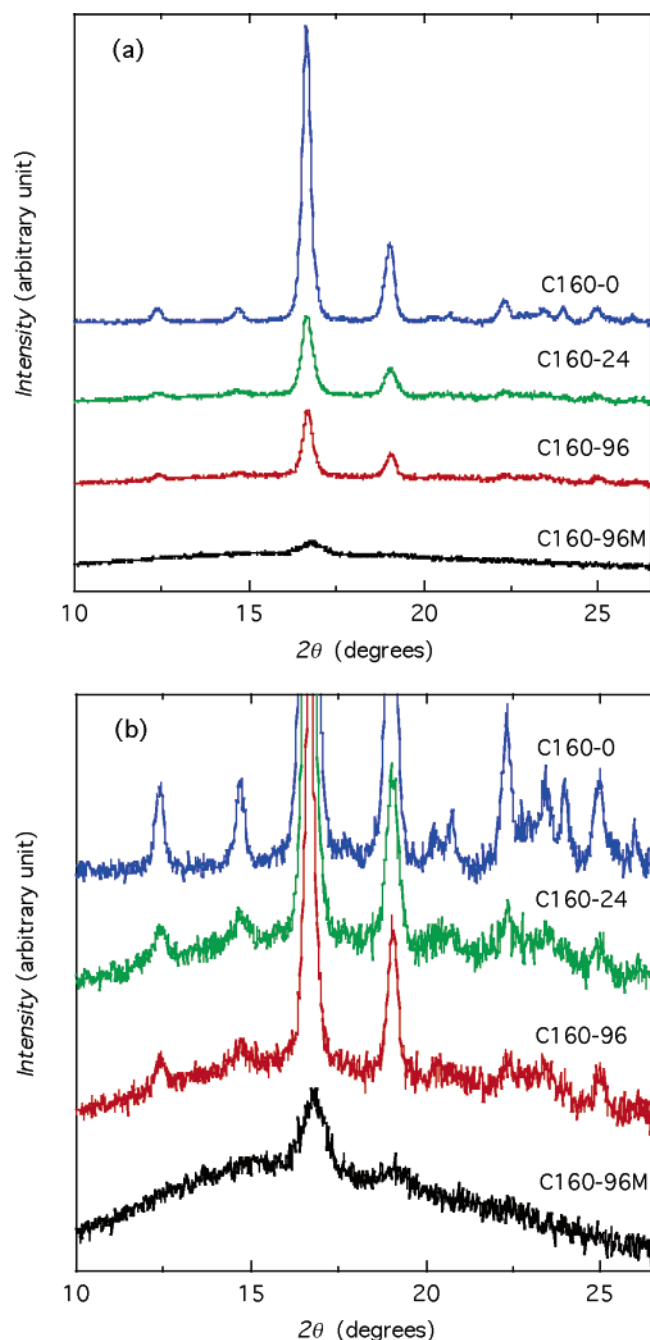 (a)
Intensity (arbitrary unit)
C160-0
C160-24
C160-96
C160-96M
10 15 20 25
2θ (degrees)
(b)
Intensity (arbitrary unit)
C160-0
C160-24
C160-96
C160-96M
10 15 20 25
2θ (degrees)